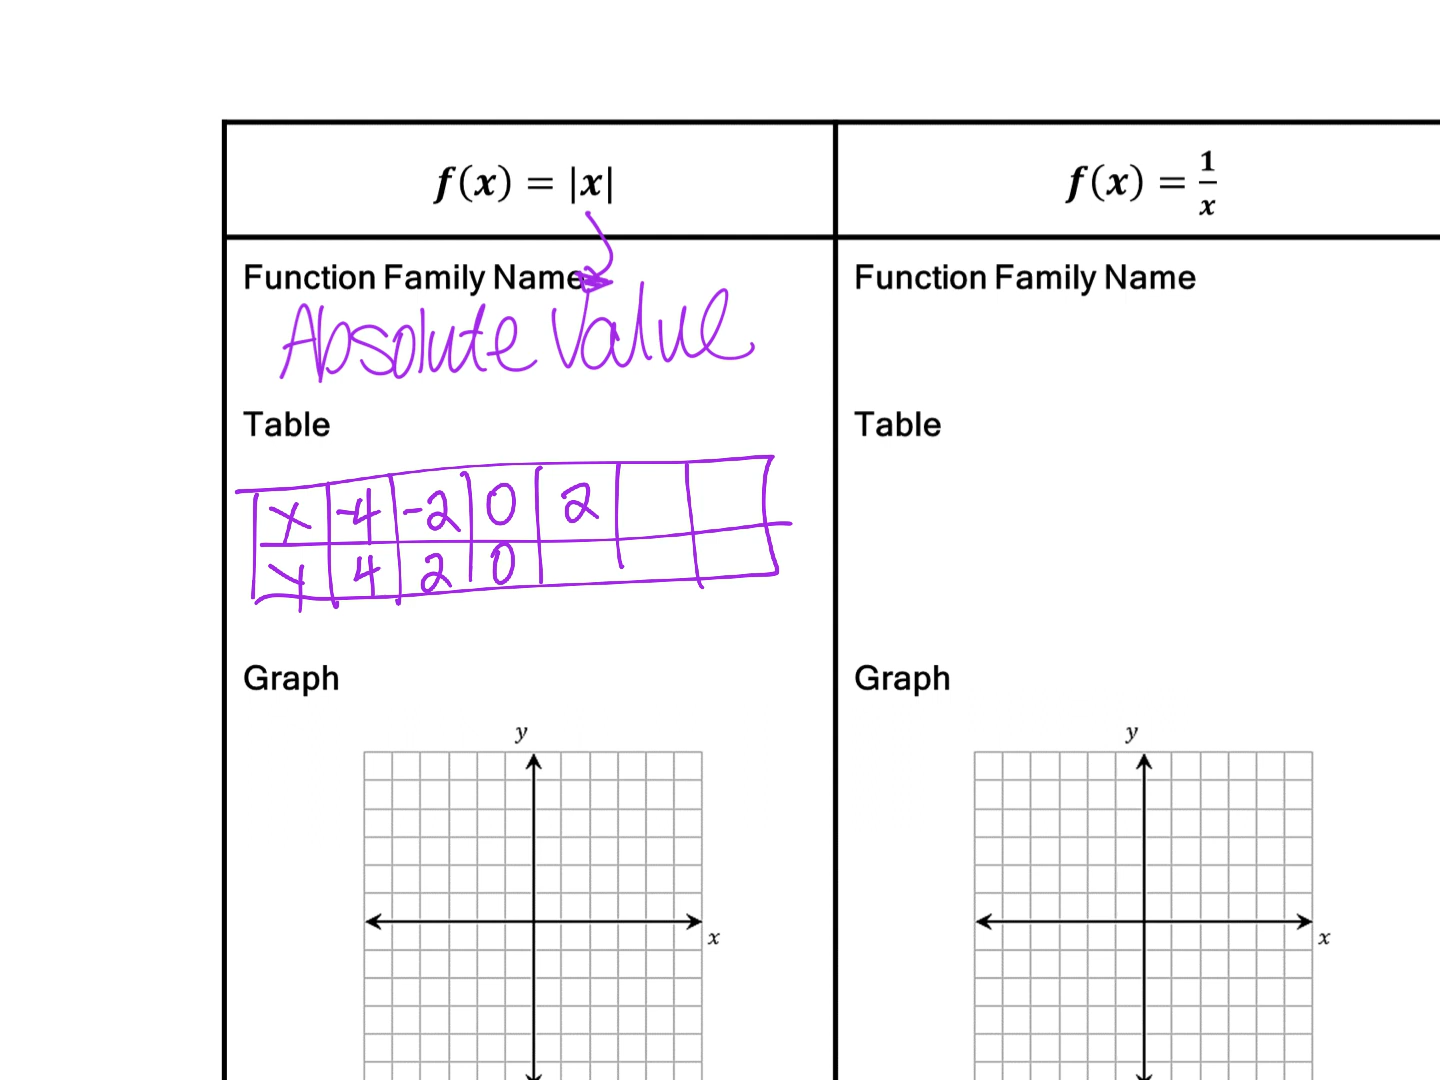 f(x) = |x|
f(x) = 1/x
Function Family Name
Absolute Value
Table
x -4 -2 0 2
y 4 2 0
Graph
y
x
Function Family Name
Table
Graph
y
x